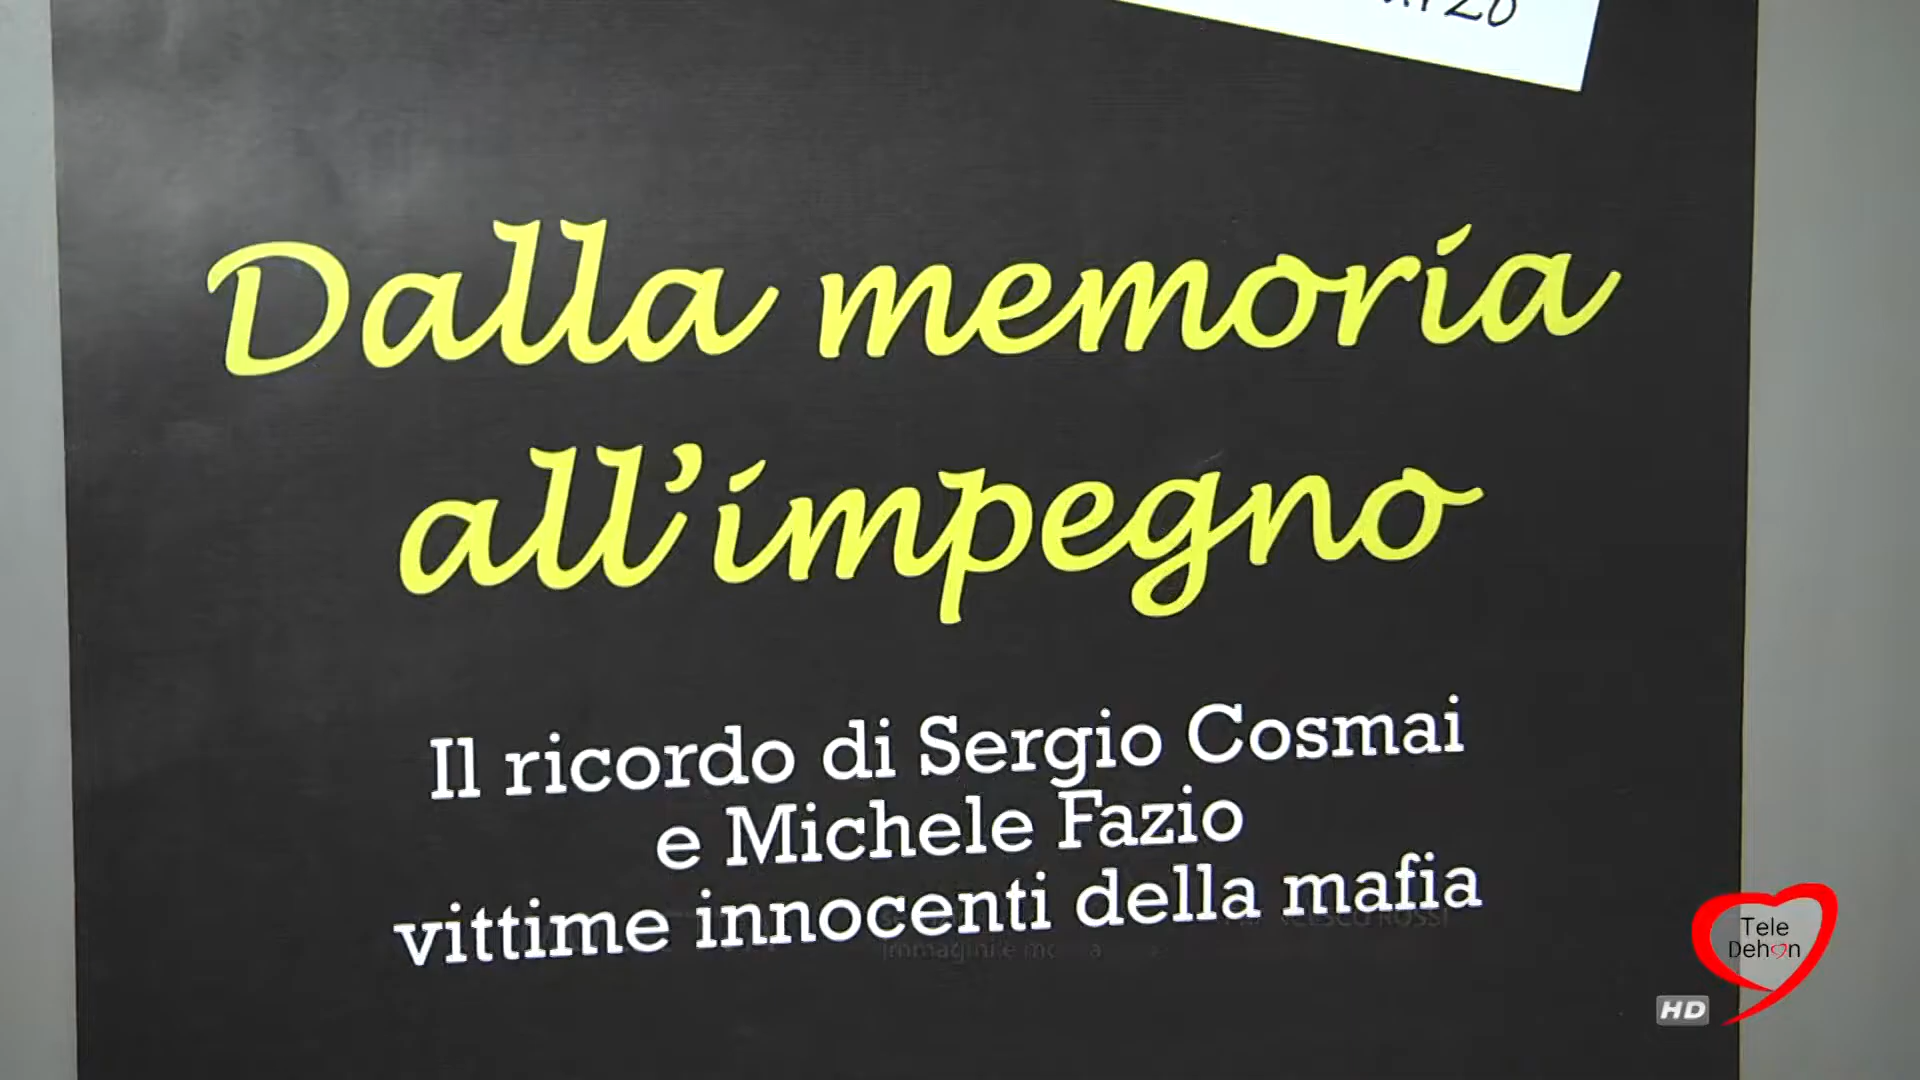 Dalla memoria
all'impegno
Il ricordo di Sergio Cosmai
e Michele Fazio
vittime innocenti della mafia
Tele
Dehon
HD